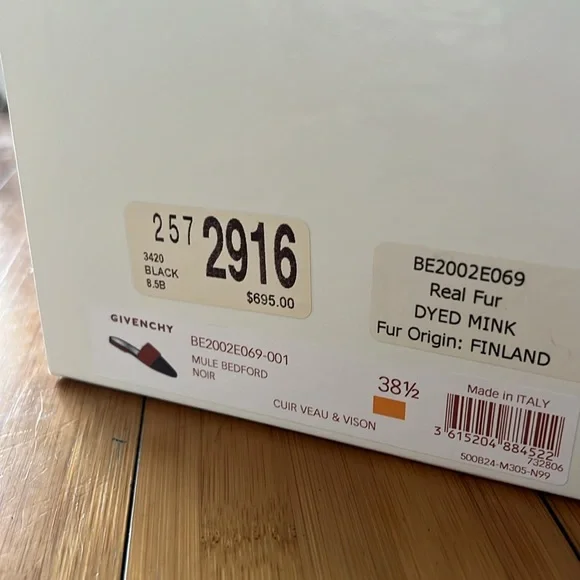 257 2916
3420
BLACK
8.5B
$695.00
BE2002E069
Real Fur
DYED MINK
Fur Origin: FINLAND
GIVENCHY
BE2002E069-001
MULE BEDFORD
NOIR
CUIR VEAU & VISON
38½
Made in ITALY
3 615204 884522
732806
500B24-M305-N99